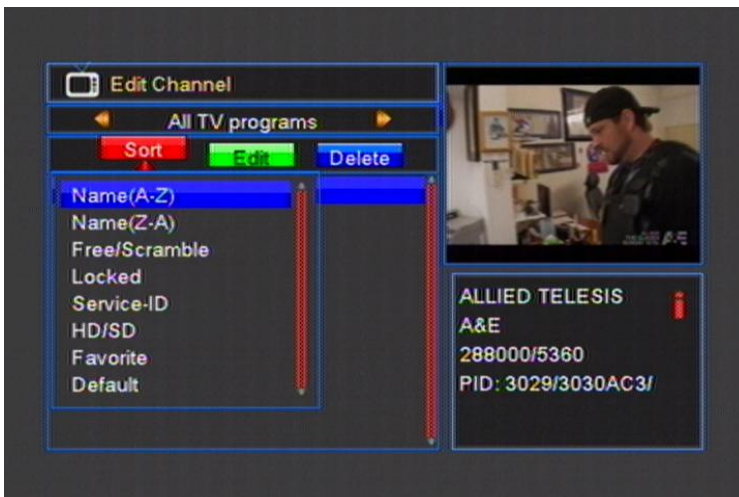 Edit Channel
All TV programs
Sort Edit Delete
Name(A-Z)
Name(Z-A)
Free/Scramble
Locked
Service-ID
HD/SD
Favorite
Default
A&E
ALLIED TELESIS
A&E
288000/5360
PID: 3029/3030AC3/